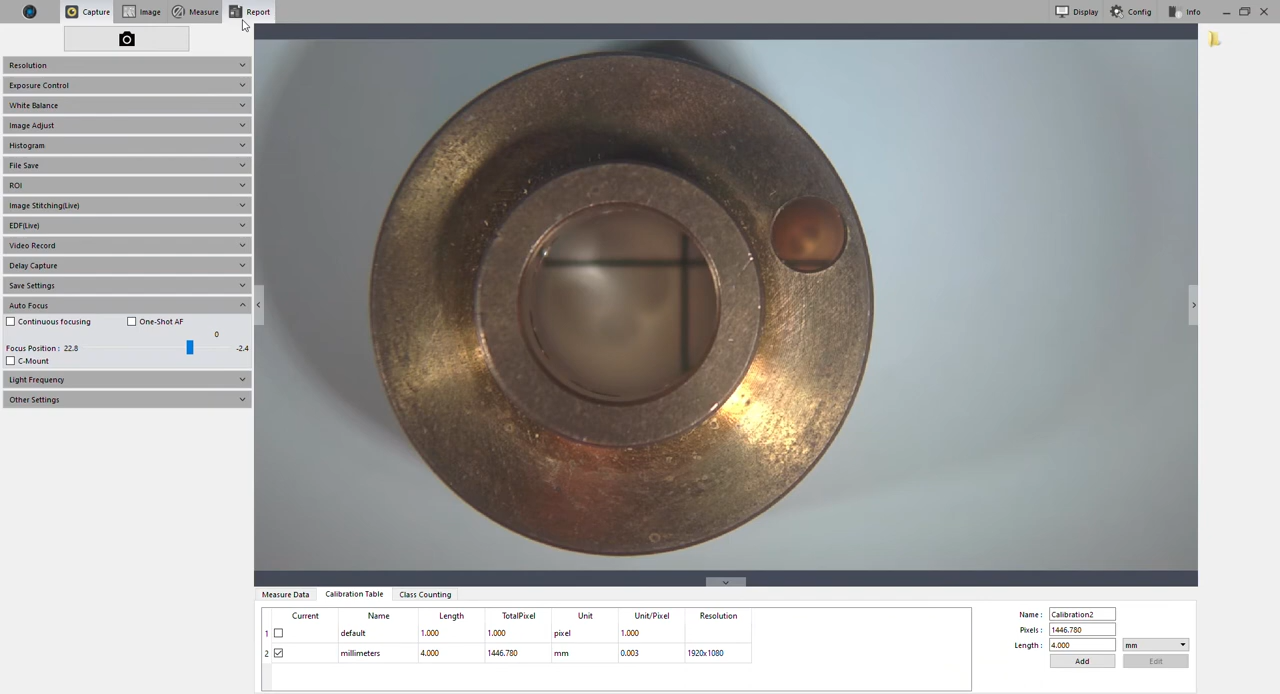 Capture Image Measure Report Display Config Info
Resolution
Exposure Control
White Balance
Image Adjust
Histogram
File Save
ROI
Image Stitching(Live)
EDF(Live)
Video Record
Delay Capture
Save Settings
Auto Focus
Continuous focusing One-Shot AF
0
Focus Position : 22.8 -2.4
C-Mount
Light Frequency
Other Settings
Measure Data Calibration Table Class Counting
Current Name Length TotalPixel Unit Unit/Pixel Resolution
1 default 1.000 1.000 pixel 1.000
2 millimeters 4.000 1446.780 mm 0.003 1920x1080
Name : Calibration2
Pixels : 1446.780
Length : 4.000 mm
Add Edit